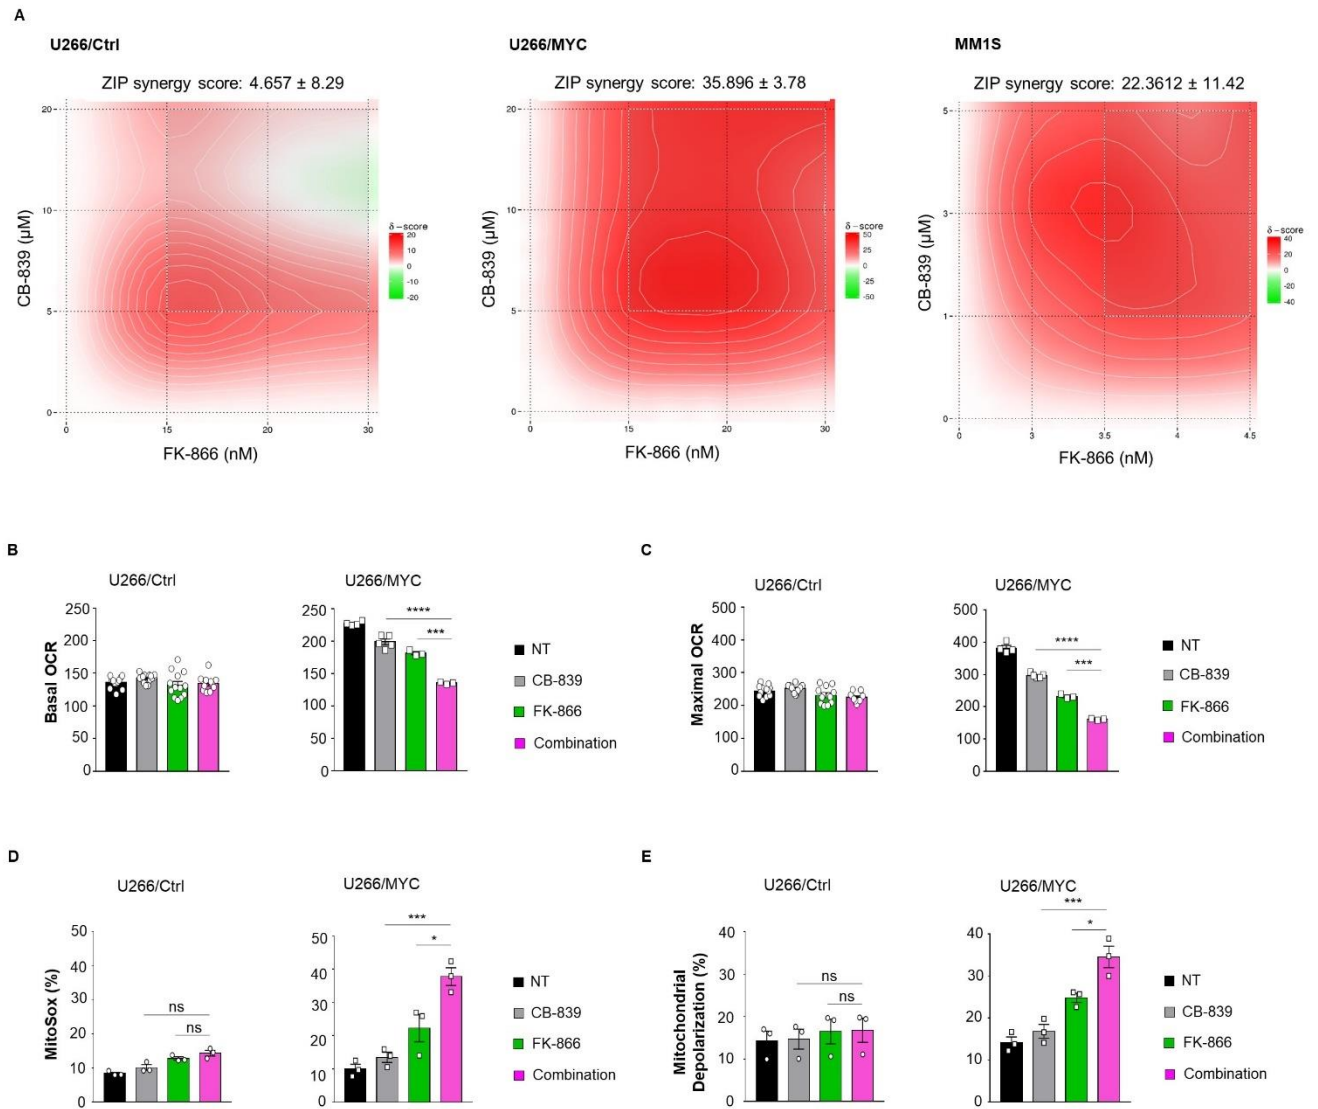 A
U266/Ctrl
U266/MYC
MM1S
ZIP synergy score: 4.657 ± 8.29
ZIP synergy score: 35.896 ± 3.78
ZIP synergy score: 22.3612 ± 11.42
CB-839 (μM)
20
10
5
0
0
15
20
30
FK-866 (nM)
δ-score
20
10
0
-10
-20
CB-839 (μM)
20
10
5
0
0
15
20
30
FK-866 (nM)
δ-score
50
25
0
-25
-50
CB-839 (μM)
5
3
1
0
0
3
3.5
4
4.5
FK-866 (nM)
δ-score
40
20
0
-20
-40
B
U266/Ctrl
Basal OCR
250
200
150
100
50
0
U266/MYC
250
200
150
100
50
0
****
***
NT
CB-839
FK-866
Combination
C
U266/Ctrl
Maximal OCR
500
400
300
200
100
0
U266/MYC
500
400
300
200
100
0
****
***
NT
CB-839
FK-866
Combination
D
U266/Ctrl
MitoSox (%)
50
40
30
20
10
0
ns
ns
U266/MYC
50
40
30
20
10
0
***
*
NT
CB-839
FK-866
Combination
E
U266/Ctrl
Mitochondrial
Depolarization (%)
40
30
20
10
0
ns
ns
U266/MYC
40
30
20
10
0
***
*
NT
CB-839
FK-866
Combination